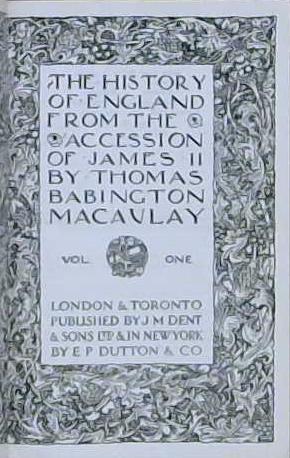 THE HISTORY
OF ENGLAND
FROM THE
ACCESSION
OF JAMES II
BY THOMAS
BABINGTON
MACAULAY
VOL. ONE
LONDON & TORONTO
PUBLISHED BY J M DENT
& SONS LTD & IN NEW YORK
BY E P DUTTON & CO